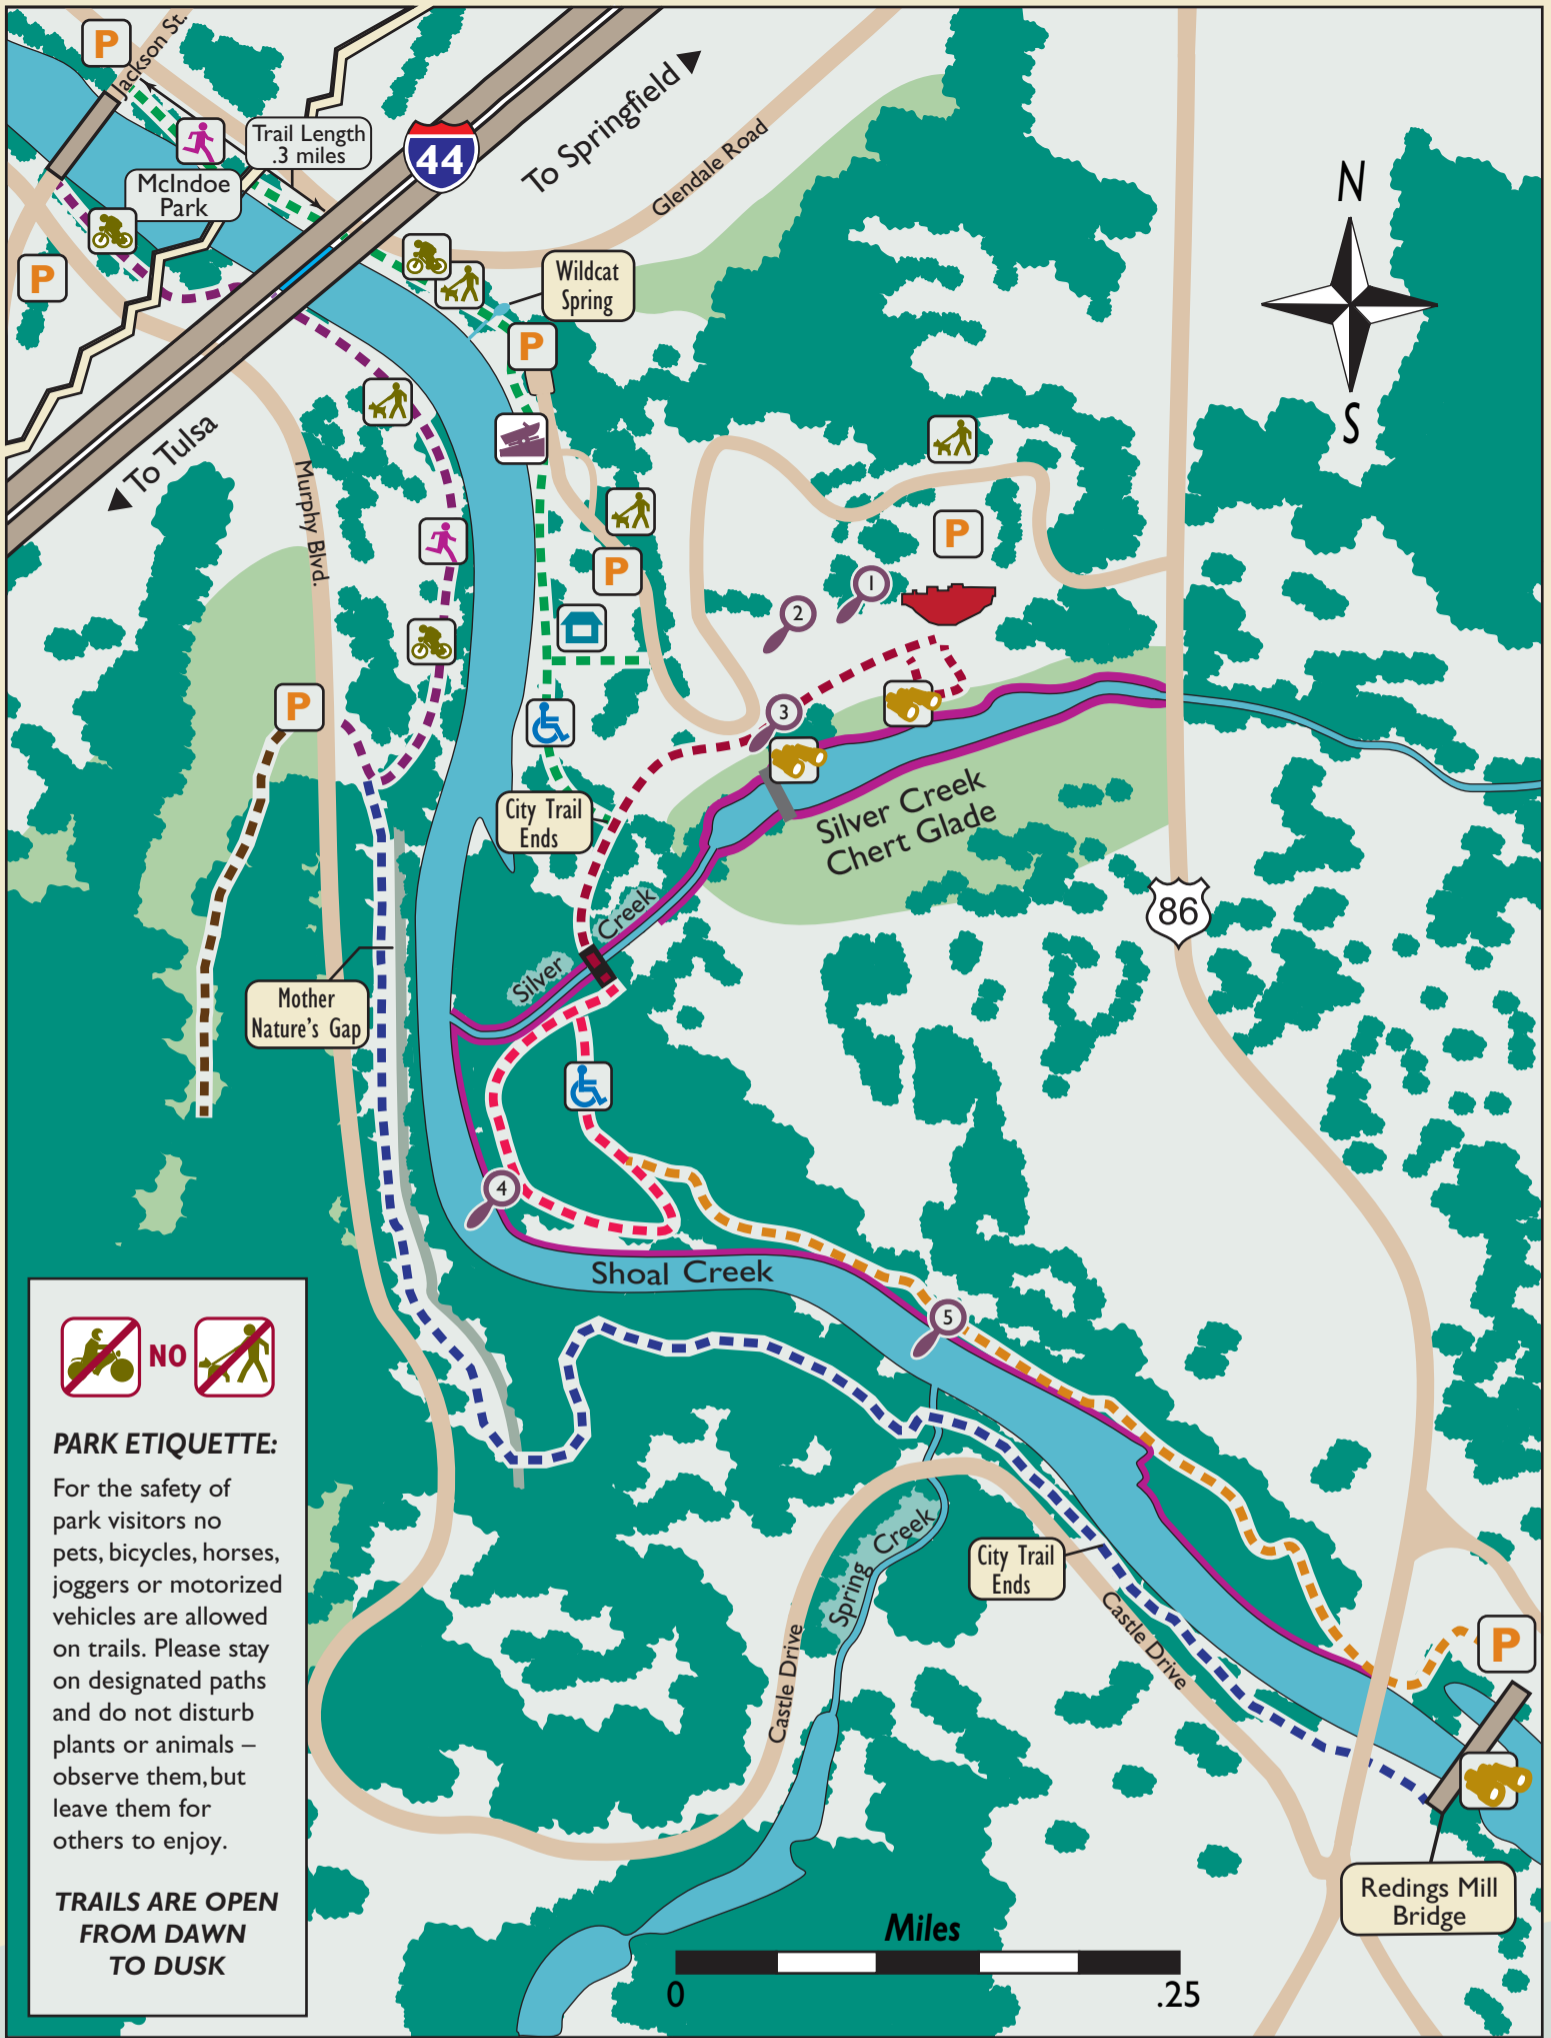 P
Jackson St.
Trail Length
.3 miles
44
To Springfield
Glendale Road
McIndoe
Park
P
Wildcat
Spring
P
N
S
To Tulsa
Murphy Blvd.
P
P
1
2
3
P
City Trail
Ends
Silver Creek
Chert Glade
86
Silver Creek
Mother
Nature's Gap
4
Shoal Creek
5
NO
PARK ETIQUETTE:
For the safety of
park visitors no
pets, bicycles, horses,
joggers or motorized
vehicles are allowed
on trails. Please stay
on designated paths
and do not disturb
plants or animals –
observe them, but
leave them for
others to enjoy.
TRAILS ARE OPEN
FROM DAWN
TO DUSK
Spring Creek
City Trail
Ends
Castle Drive
Castle Drive
P
Redings Mill
Bridge
Miles
0
.25